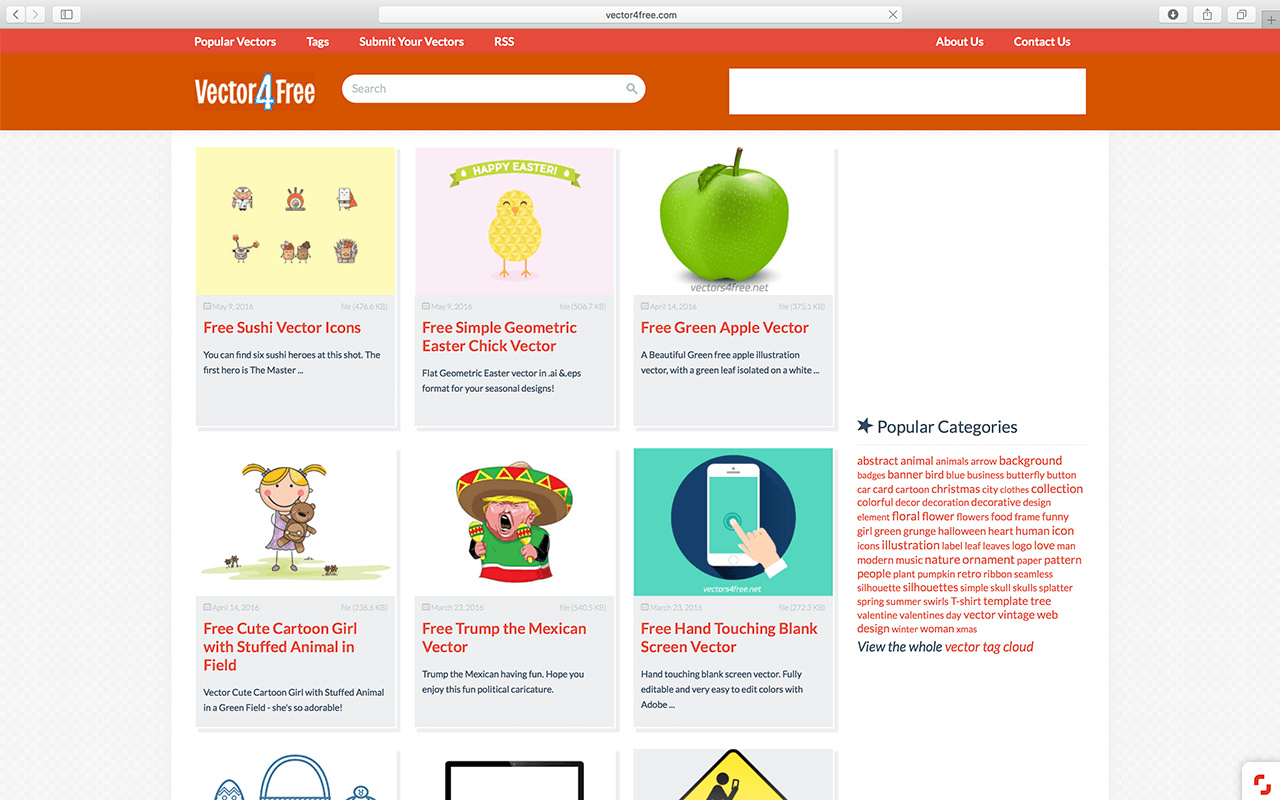 vector4free.com
Popular Vectors Tags Submit Your Vectors RSS About Us Contact Us
Vector4Free
Search
HAPPY EASTER!
vectors4free.net
May 9, 2016 file (476.6 KB)
Free Sushi Vector Icons
You can find six sushi heroes at this shot. The
first hero is The Master ...
May 9, 2016 file (506.7 KB)
Free Simple Geometric
Easter Chick Vector
Flat Geometric Easter vector in .ai &.eps
format for your seasonal designs!
April 14, 2016 file (375.1 KB)
Free Green Apple Vector
A Beautiful Green free apple illustration
vector, with a green leaf isolated on a white ...
Popular Categories
abstract animal animals arrow background
badges banner bird blue business butterfly button
car card cartoon christmas city clothes collection
colorful decor decoration decorative design
element floral flower flowers food frame funny
girl green grunge halloween heart human icon
icons illustration label leaf leaves logo love man
modern music nature ornament paper pattern
people plant pumpkin retro ribbon seamless
silhouette silhouettes simple skull skulls splatter
spring summer swirls T-shirt template tree
valentine valentines day vector vintage web
design winter woman xmas
View the whole vector tag cloud
vectors4free.net
April 14, 2016 file (236.6 KB)
Free Cute Cartoon Girl
with Stuffed Animal in
Field
Vector Cute Cartoon Girl with Stuffed Animal
in a Green Field - she's so adorable!
March 23, 2016 file (540.5 KB)
Free Trump the Mexican
Vector
Trump the Mexican having fun. Hope you
enjoy this fun political caricature.
March 23, 2016 file (272.3 KB)
Free Hand Touching Blank
Screen Vector
Hand touching blank screen vector. Fully
editable and very easy to edit colors with
Adobe ...